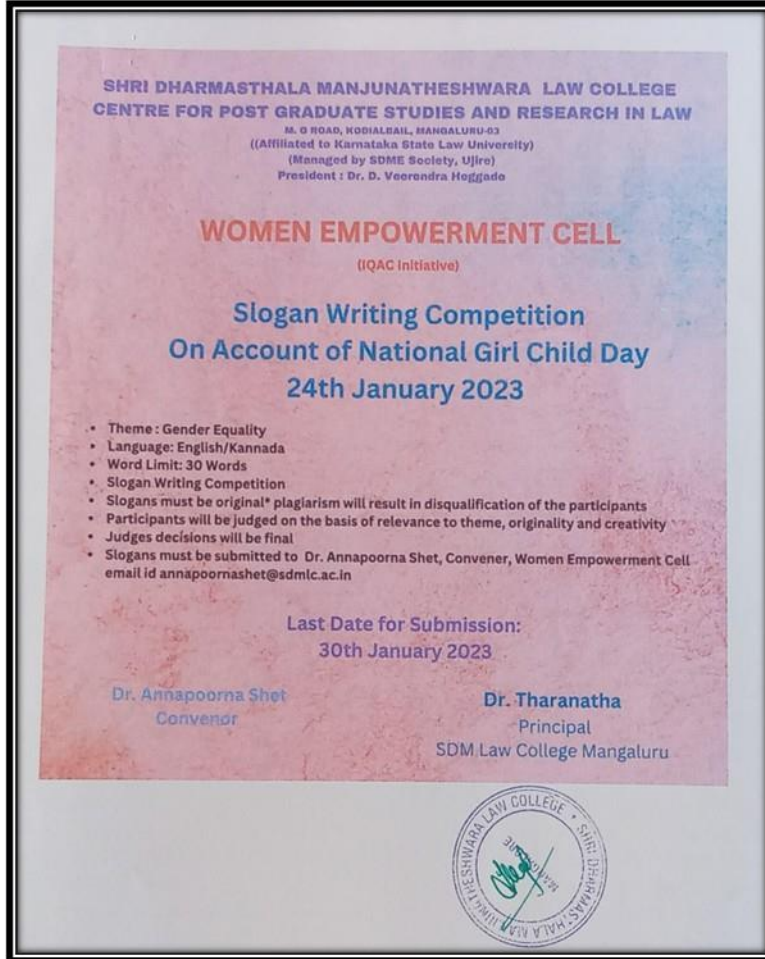 SHRI DHARMASTHALA MANJUNATHESHWARA LAW COLLEGE
CENTRE FOR POST GRADUATE STUDIES AND RESEARCH IN LAW
M. G ROAD, KODIALBAIL, MANGALURU-03
((Affiliated to Karnataka State Law University)
(Managed by SDME Society, Ujire)
President : Dr. D. Veerendra Heggade
WOMEN EMPOWERMENT CELL
(IQAC Initiative)
Slogan Writing Competition
On Account of National Girl Child Day
24th January 2023
• Theme : Gender Equality
• Language: English/Kannada
• Word Limit: 30 Words
• Slogan Writing Competition
• Slogans must be original* plagiarism will result in disqualification of the participants
• Participants will be judged on the basis of relevance to theme, originality and creativity
• Judges decisions will be final
• Slogans must be submitted to Dr. Annapoorna Shet, Convener, Women Empowerment Cell
email id annapoornashet@sdmlc.ac.in
Last Date for Submission:
30th January 2023
Dr. Annapoorna Shet
Convenor
Dr. Tharanatha
Principal
SDM Law College Mangaluru
SHRI DHARMASTHALA MANJUNATHESHWARA LAW COLLEGE
MANGALORE